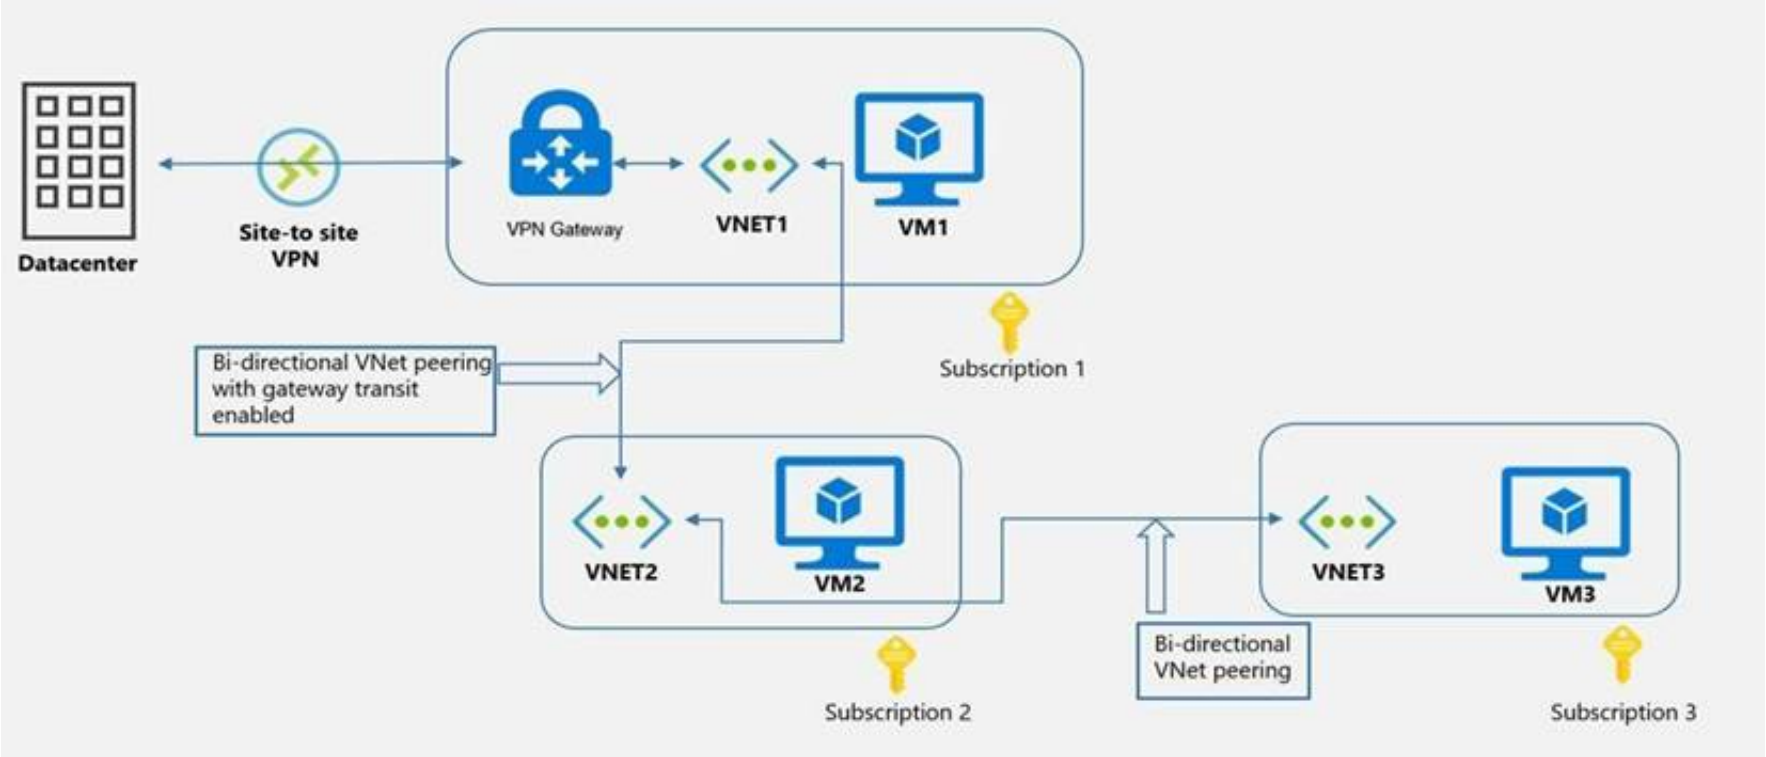 Datacenter
Site-to site
VPN
VPN Gateway
VNET1
VM1
Subscription 1
Bi-directional VNet peering
with gateway transit
enabled
VNET2
VM2
Subscription 2
Bi-directional
VNet peering
VNET3
VM3
Subscription 3